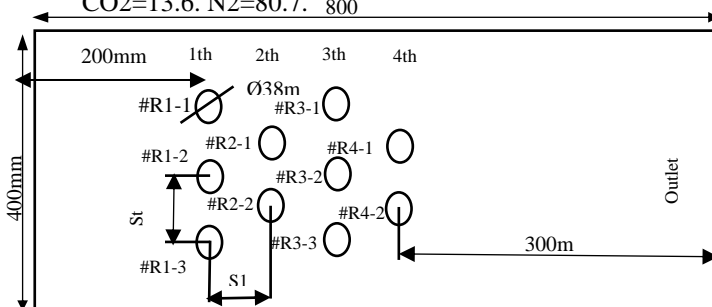 CO2=13.6. N2=80.7.
800
200mm 1th 2th 3th 4th
Ø38m
#R1-1 #R3-1
#R2-1 #R4-1
#R1-2
#R3-2
400mm
Outlet
St #R2-2 #R4-2
#R3-3 300m
#R1-3
S1